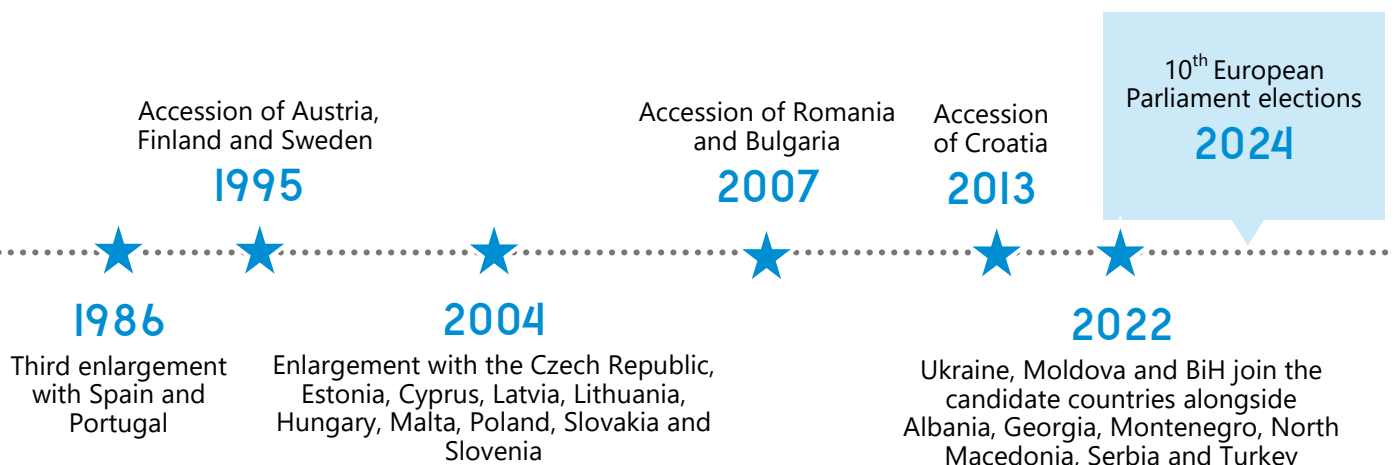 Third enlargement
with Spain and
Portugal
1986
Accession of Austria,
Finland and Sweden
1995
2004
Enlargement with the Czech Republic,
Estonia, Cyprus, Latvia, Lithuania,
Hungary, Malta, Poland, Slovakia and
Slovenia
Accession of Romania
and Bulgaria
2007
Accession
of Croatia
2013
2022
Ukraine, Moldova and BiH join the
candidate countries alongside
Albania, Georgia, Montenegro, North
Macedonia, Serbia and Turkey
10th European
Parliament elections
2024